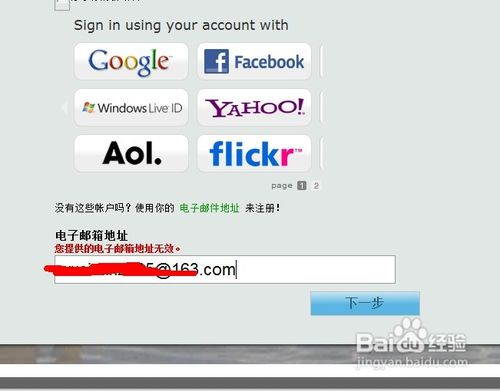 Sign in using your account with
Google
Facebook
Windows Live ID
YAHOO!
Aol.
flickr
page 1 2
没有这些帐户吗?使用你的 电子邮件地址 来注册!
电子邮箱地址
您提供的电子邮箱地址无效。
@163.com
下一步
Baidu经验
jingyan.baidu.com